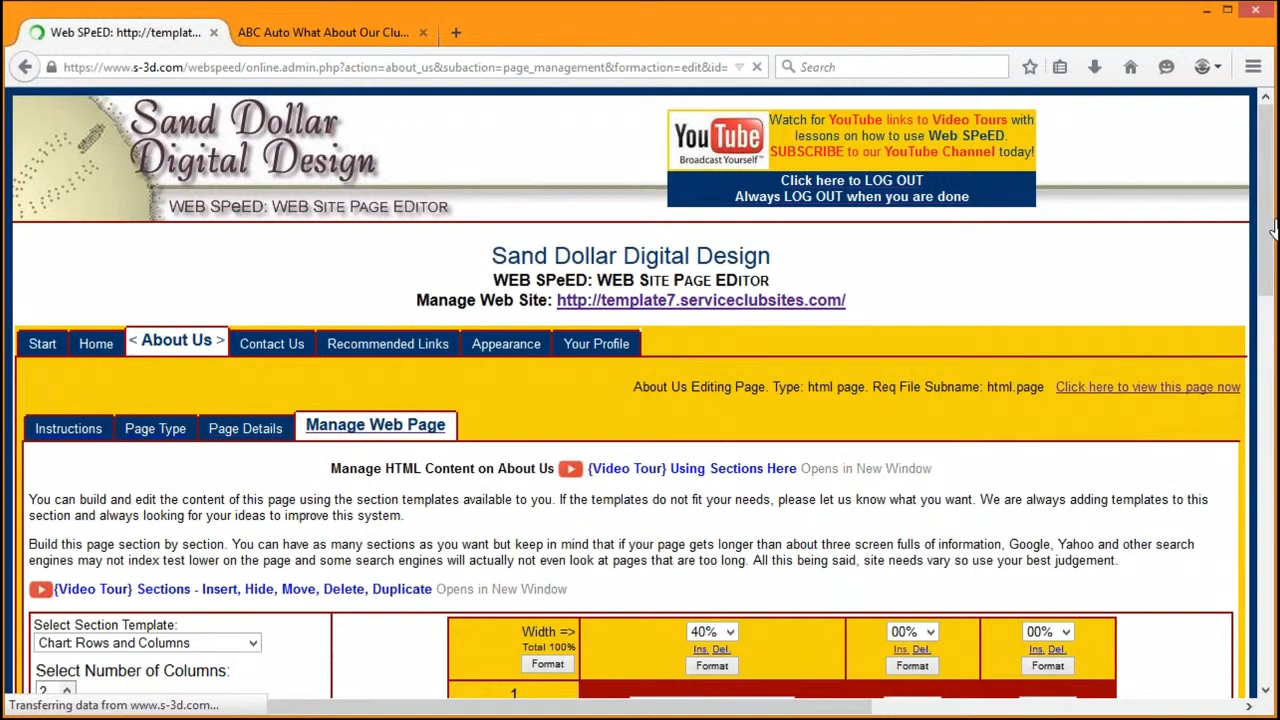 Web SPeED: http://templat...
ABC Auto What About Our Clu...
https://www.s-3d.com/webspeed/online.admin.php?action=about_us&subaction=page_management&formaction=edit&id=
Search
Sand Dollar
Digital Design
WEB SPeED: WEB SITE PAGE EDITOR
You Tube
Broadcast Yourself™
Watch for YouTube links to Video Tours with
lessons on how to use Web SPeED.
SUBSCRIBE to our YouTube Channel today!
Click here to LOG OUT
Always LOG OUT when you are done
Sand Dollar Digital Design
WEB SPeED: WEB SITE PAGE EDITOR
Manage Web Site: http://template7.serviceclubsites.com/
Start
Home
< About Us >
Contact Us
Recommended Links
Appearance
Your Profile
About Us Editing Page. Type: html page. Req File Subname: html.page
Click here to view this page now
Instructions
Page Type
Page Details
Manage Web Page
Manage HTML Content on About Us {Video Tour} Using Sections Here Opens in New Window
You can build and edit the content of this page using the section templates available to you. If the templates do not fit your needs, please let us know what you want. We are always adding templates to this
section and always looking for your ideas to improve this system.
Build this page section by section. You can have as many sections as you want but keep in mind that if your page gets longer than about three screen fulls of information, Google, Yahoo and other search
engines may not index test lower on the page and some search engines will actually not even look at pages that are too long. All this being said, site needs vary so use your best judgement.
{Video Tour} Sections - Insert, Hide, Move, Delete, Duplicate Opens in New Window
Select Section Template:
Chart Rows and Columns
Select Number of Columns:
2
Width =>
Total 100%
Format
40%
Ins. Del.
Format
00%
Ins. Del.
Format
00%
Ins. Del.
Format
1
Transferring data from www.s-3d.com...